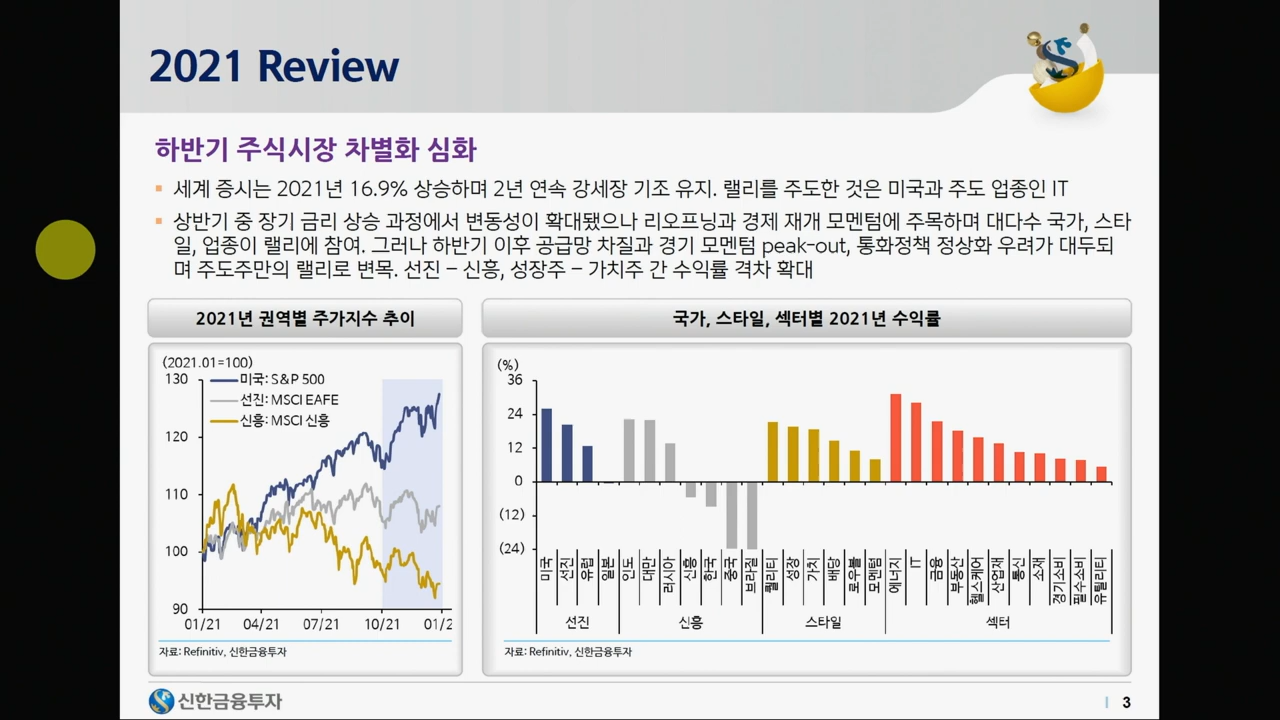 2021 Review
하반기 주식시장 차별화 심화
세계 증시는 2021년 16.9% 상승하며 2년 연속 강세장 기조 유지. 랠리를 주도한 것은 미국과 주도 업종인 IT
상반기 중 장기 금리 상승 과정에서 변동성이 확대됐으나 리오프닝과 경제 재개 모멘텀에 주목하며 대다수 국가, 스타
일, 업종이 랠리에 참여. 그러나 하반기 이후 공급망 차질과 경기 모멘텀 peak-out, 통화정책 정상화 우려가 대두되
며 주도주만의 랠리로 변목. 선진 – 신흥, 성장주 – 가치주 간 수익률 격차 확대
2021년 권역별 주가지수 추이
(2021.01=100)
130
120
110
100
90
미국: S&P 500
선진: MSCI EAFE
신흥: MSCI 신흥
01/21 04/21 07/21 10/21 01/2
자료: Refinitiv, 신한금융투자
국가, 스타일, 섹터별 2021년 수익률
(%)
36
24
12
0
(12)
(24)
미국 선진 유럽 일본 인도 대만 러시아 신흥 한국 중국 브라질 퀄리티 성장 가치 배당 로우볼 모멘텀 에너지 IT 금융 부동산 헬스케어 산업재 통신 소재 경기소비 필수소비 유틸리티
선진 신흥 스타일 섹터
자료: Refinitiv, 신한금융투자
신한금융투자
3